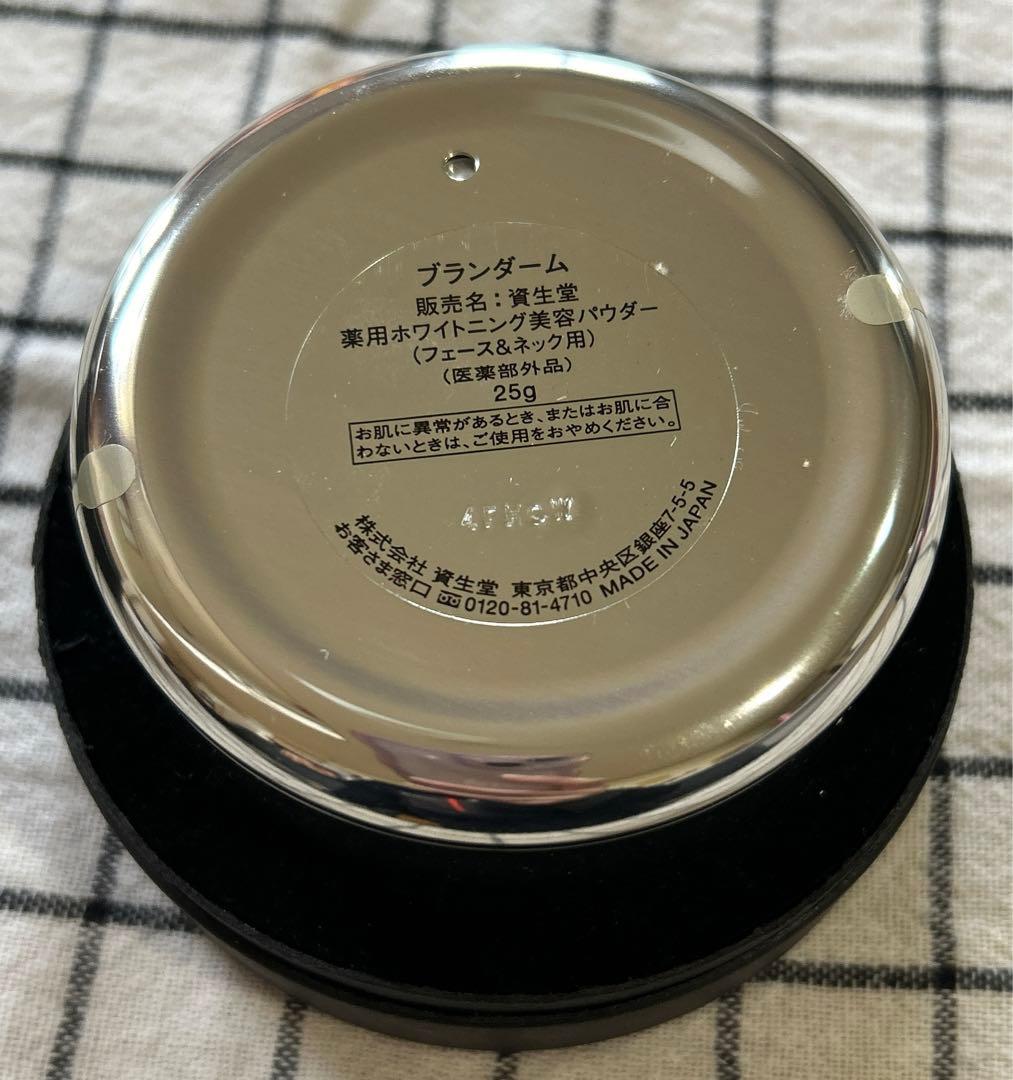 ブランダーム
販売名：資生堂
薬用ホワイトニング美容パウダー
（フェース&ネック用）
（医薬部外品）
25g
お肌に異常があるとき、またはお肌に合
わないときは、ご使用をおやめください。
株式会社 資生堂 東京都中央区銀座7-5-5
お客さま窓口 0120-81-4710 MADE IN JAPAN